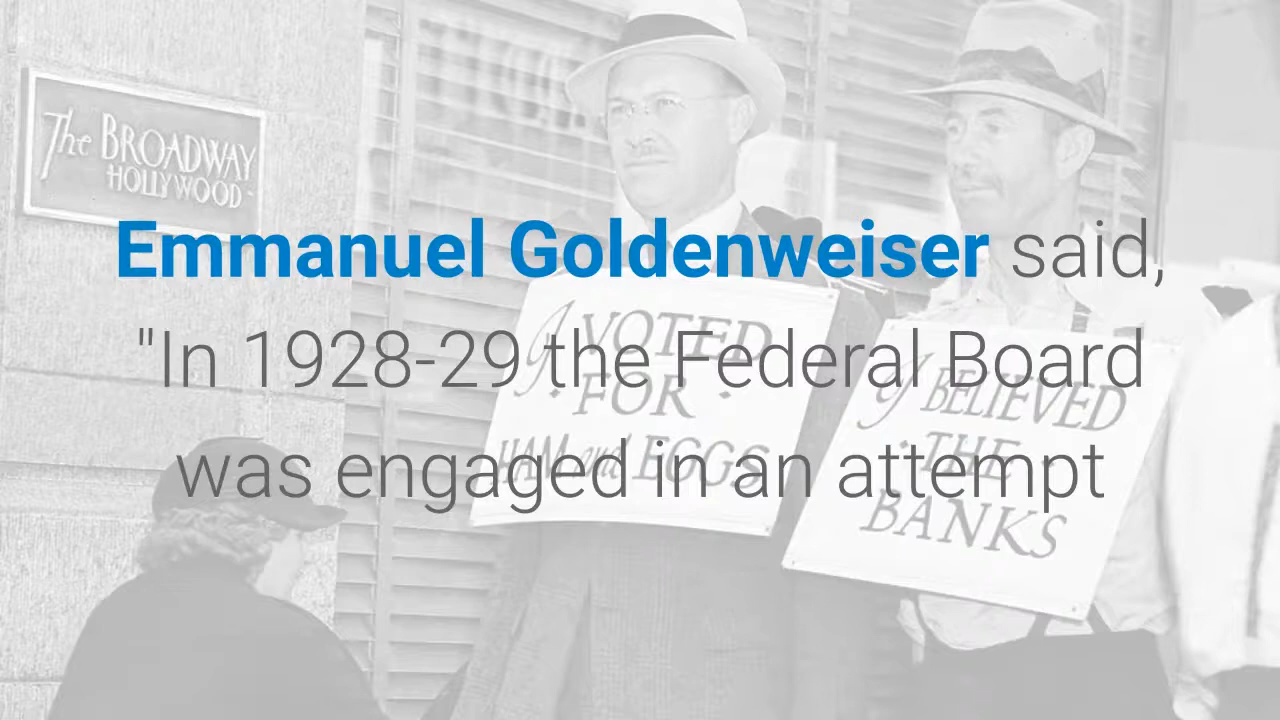 The BROADWAY
HOLLYWOOD
Emmanuel Goldenweiser said,
"In 1928-29 the Federal Board
was engaged in an attempt
I VOTED
· FOR ·
HAM and EGGS
I BELIEVED
· THE ·
BANKS